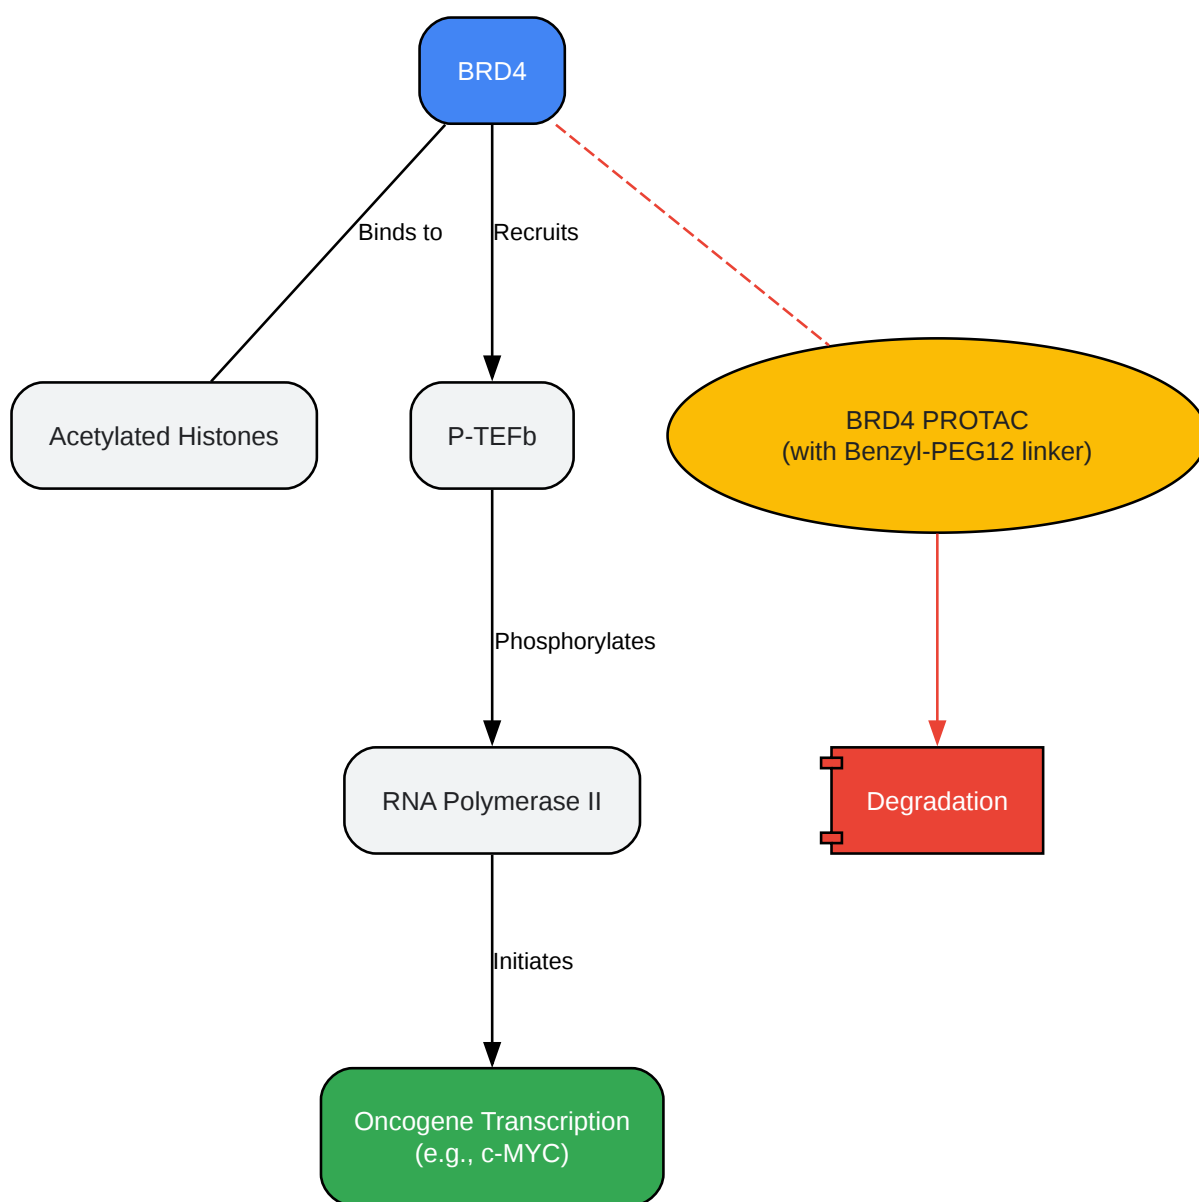 BRD4
Binds to
Recruits
Acetylated Histones
P-TEFb
BRD4 PROTAC
(with Benzyl-PEG12 linker)
Phosphorylates
RNA Polymerase II
Degradation
Initiates
Oncogene Transcription
(e.g., c-MYC)